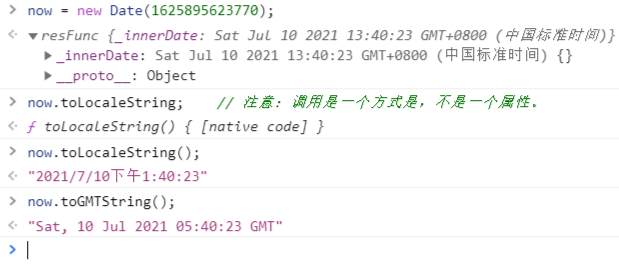 now = new Date(1625895623770);
resFunc {_innerDate: Sat Jul 10 2021 13:40:23 GMT+0800 (中国标准时间)}
_innerDate: Sat Jul 10 2021 13:40:23 GMT+0800 (中国标准时间) {}
__proto__: Object
now.toLocaleString; // 注意: 调用是一个方式是, 不是一个属性。
ƒ toLocaleString() { [native code] }
now.toLocaleString();
"2021/7/10下午1:40:23"
now.toGMTString();
"Sat, 10 Jul 2021 05:40:23 GMT"